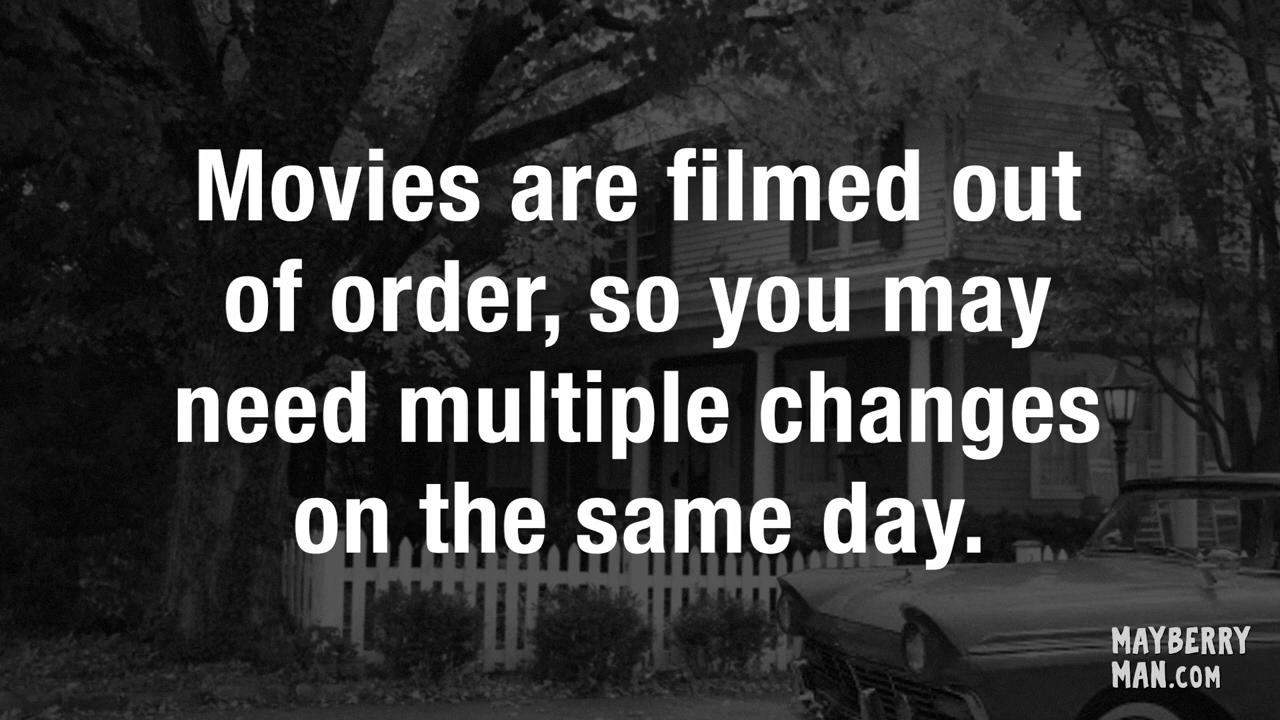 Movies are filmed out
of order, so you may
need multiple changes
on the same day.
MAYBERRY
MAN.COM